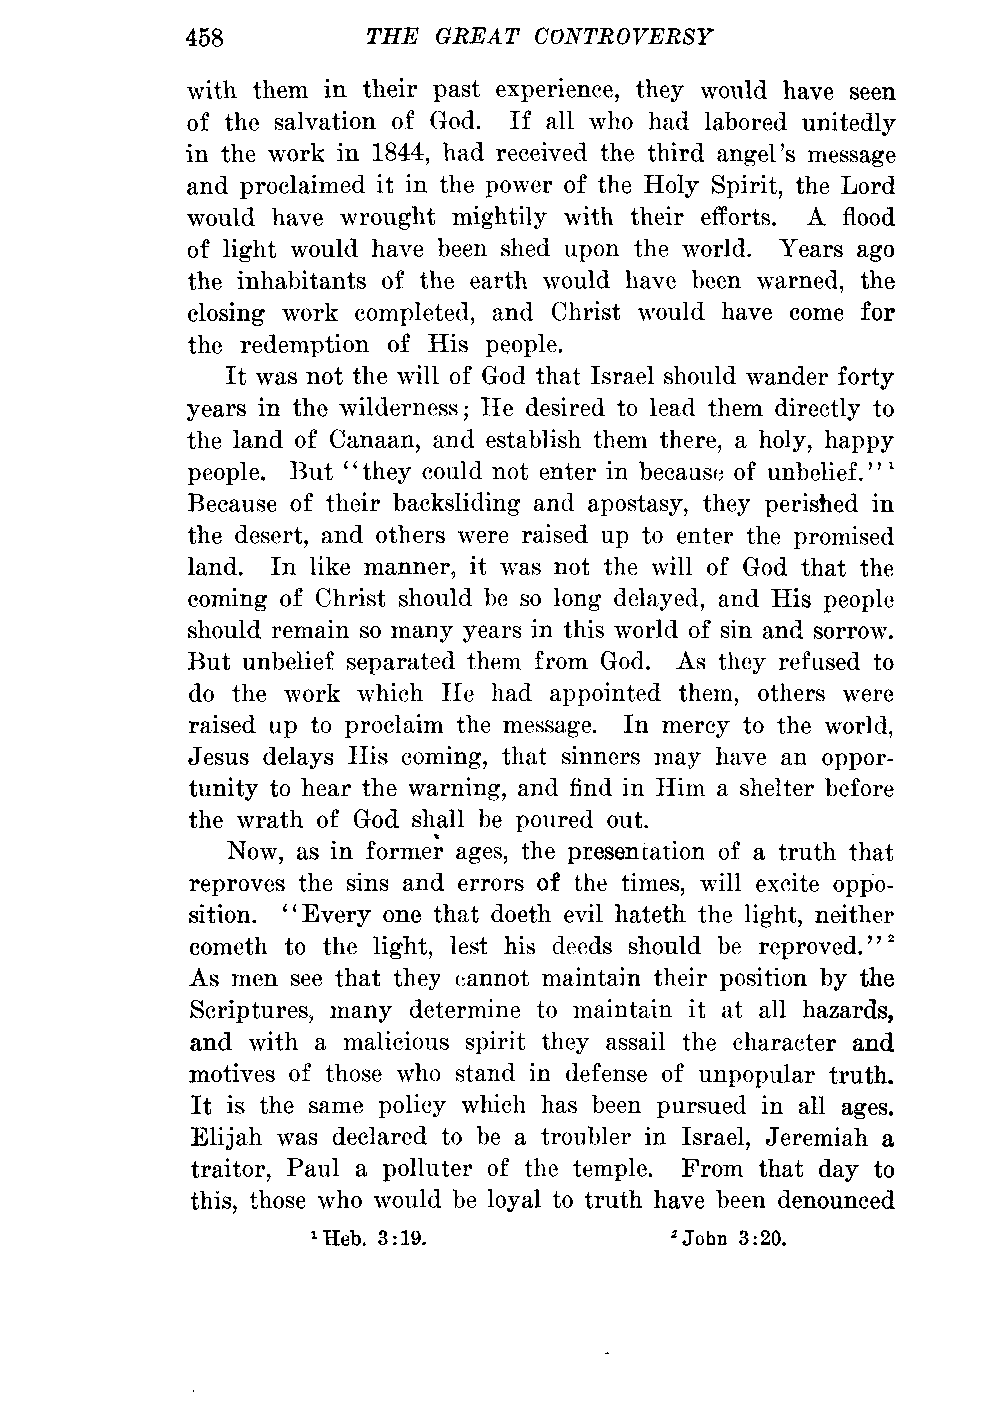 458 THE GREAT CONTROVERSY
with them in their past experience, they would have seen
of the salvation of God. If all who had labored unitedly
in the work in 1844, had received the third angel's message
and proclaimed it in the power of the Holy Spirit, the Lord
would have wrought mightily with their efforts. A flood
of light would have been shed upon the world. Years ago
the inhabitants of the earth would have been warned, the
closing work completed, and Christ would have come for
the redemption of His people.
It was not the will of God that Israel should wander forty
years in the wilderness; He desired to lead them directly to
the land of Canaan, and establish them there, a holy, happy
people. But "they could not enter in because of unbelief."¹
Because of their backsliding and apostasy, they perished in
the desert, and others were raised up to enter the promised
land. In like manner, it was not the will of God that the
coming of Christ should be so long delayed, and His people
should remain so many years in this world of sin and sorrow.
But unbelief separated them from God. As they refused to
do the work which He had appointed them, others were
raised up to proclaim the message. In mercy to the world,
Jesus delays His coming, that sinners may have an oppor-
tunity to hear the warning, and find in Him a shelter before
the wrath of God shall be poured out.
Now, as in former ages, the presentation of a truth that
reproves the sins and errors of the times, will excite oppo-
sition. "Every one that doeth evil hateth the light, neither
cometh to the light, lest his deeds should be reproved."²
As men see that they cannot maintain their position by the
Scriptures, many determine to maintain it at all hazards,
and with a malicious spirit they assail the character and
motives of those who stand in defense of unpopular truth.
It is the same policy which has been pursued in all ages.
Elijah was declared to be a troubler in Israel, Jeremiah a
traitor, Paul a polluter of the temple. From that day to
this, those who would be loyal to truth have been denounced
¹ Heb. 3:19. ² John 3:20.